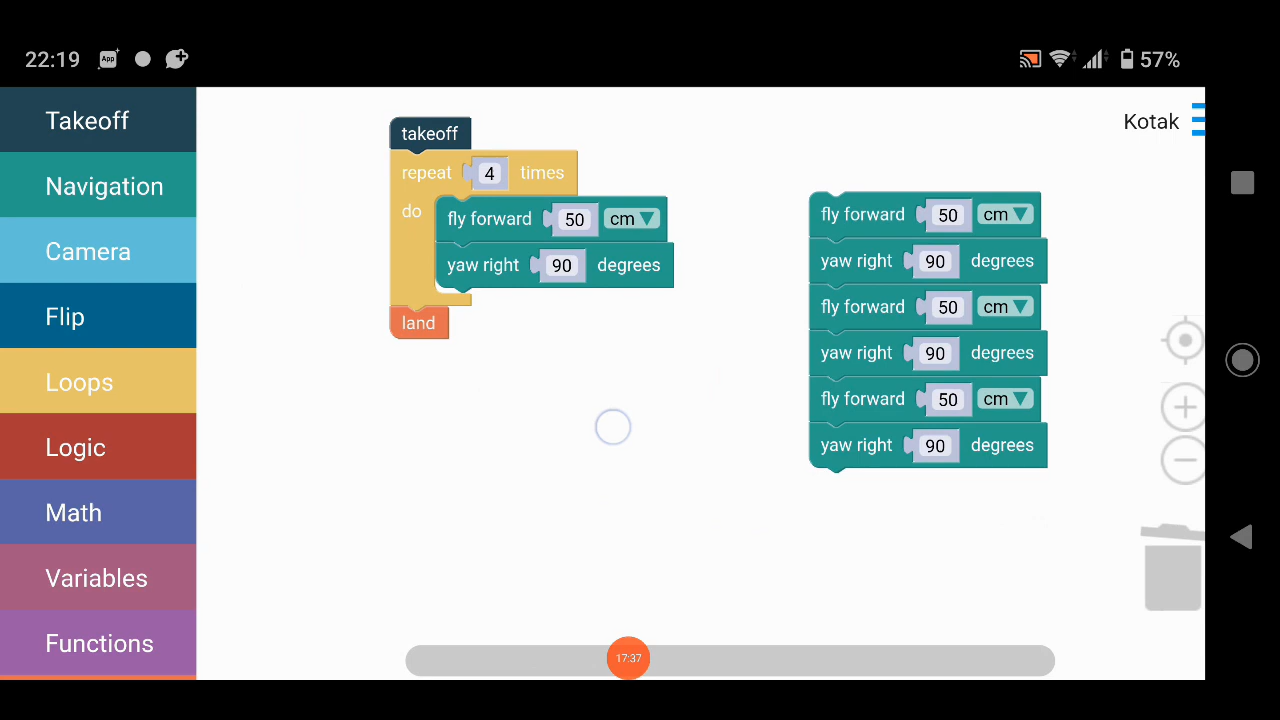 22:19
App
57%
Takeoff
Navigation
Camera
Flip
Loops
Logic
Math
Variables
Functions
takeoff
repeat 4 times
do
fly forward 50 cm
yaw right 90 degrees
land
Kotak
fly forward 50 cm
yaw right 90 degrees
fly forward 50 cm
yaw right 90 degrees
fly forward 50 cm
yaw right 90 degrees
17:37